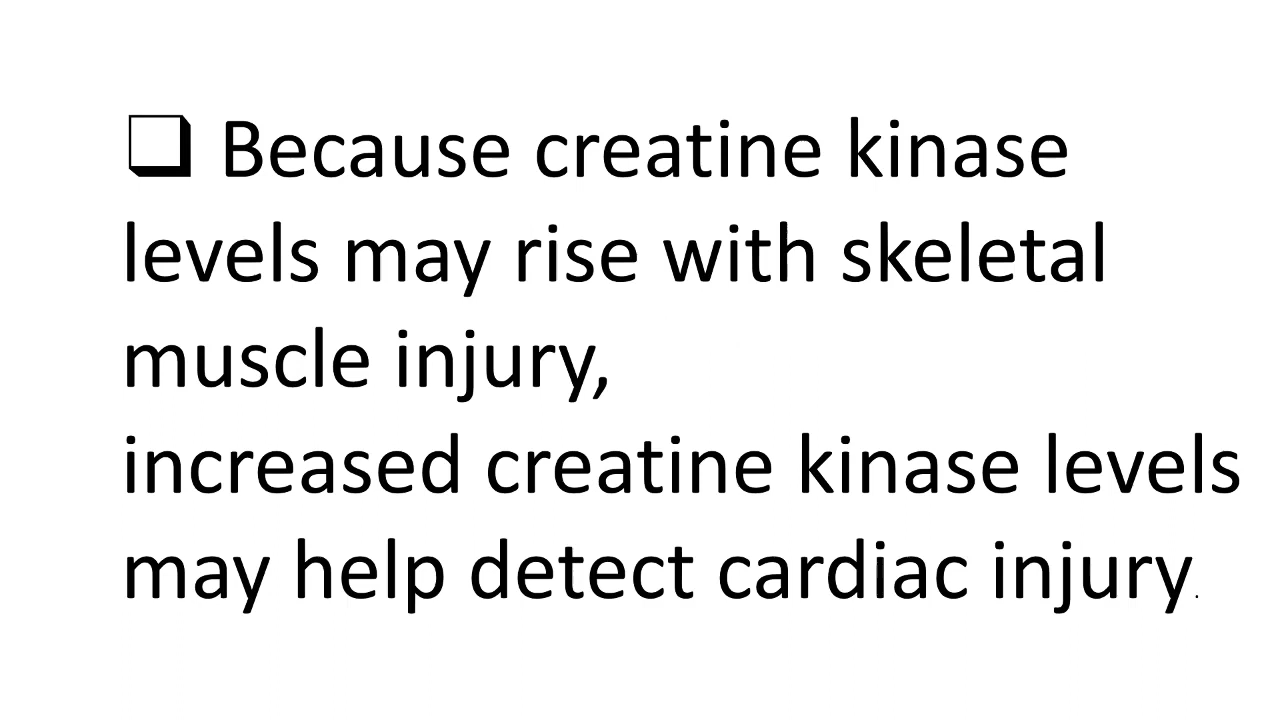 ❑ Because creatine kinase
levels may rise with skeletal
muscle injury,
increased creatine kinase levels
may help detect cardiac injury.